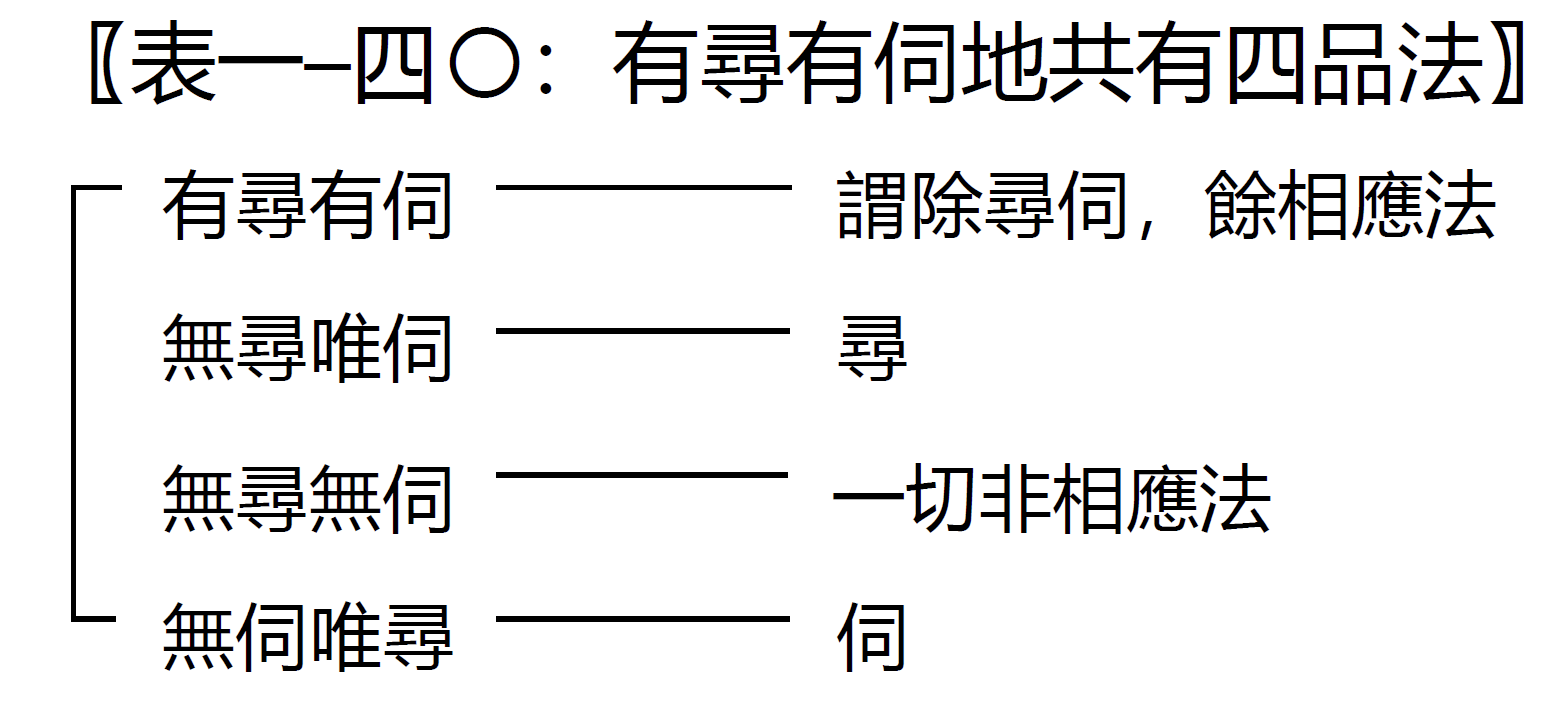 〖表一–四〇：有尋有伺地共有四品法〗
有尋有伺 謂除尋伺，餘相應法
無尋唯伺 尋
無尋無伺 一切非相應法
無伺唯尋 伺